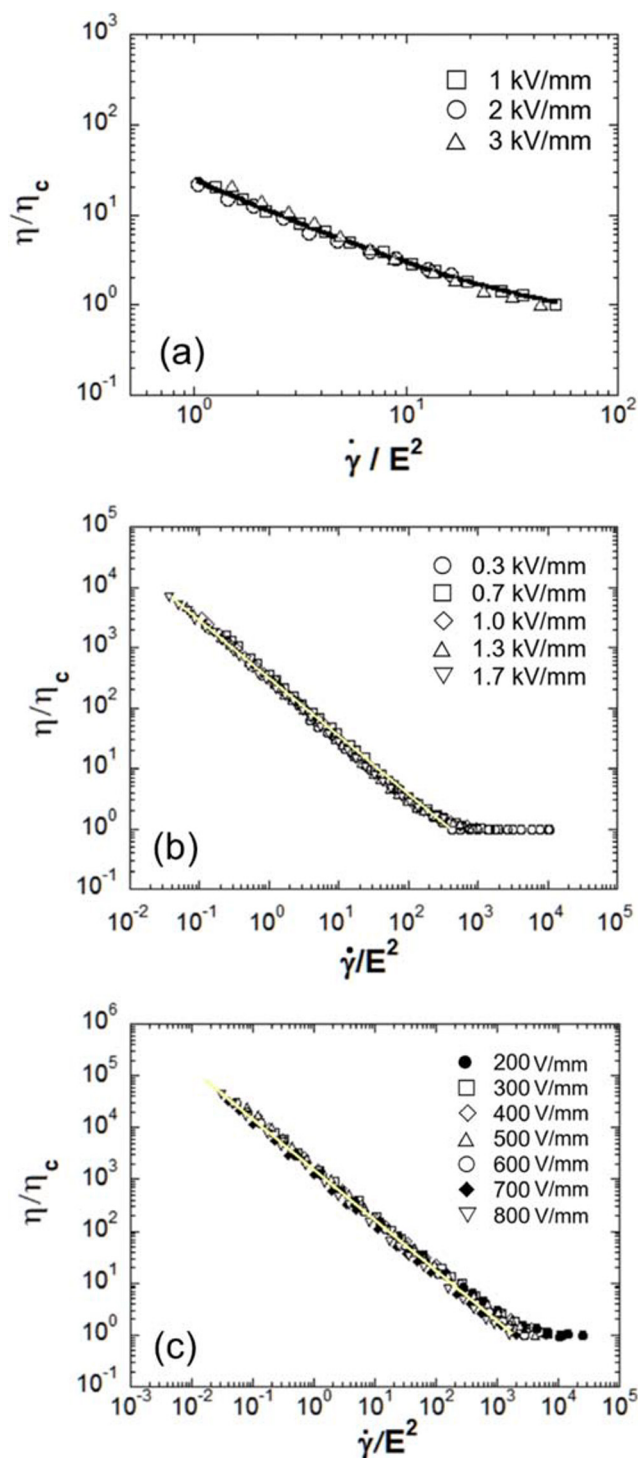 10³
10²
10¹
10⁰
10⁻¹
η/ηc
1 kV/mm
2 kV/mm
3 kV/mm
(a)
10⁰ 10¹ 10²
γ̇ / E²
10⁵
10⁴
10³
10²
10¹
10⁰
10⁻¹
η/ηc
0.3 kV/mm
0.7 kV/mm
1.0 kV/mm
1.3 kV/mm
1.7 kV/mm
(b)
10⁻² 10⁻¹ 10⁰ 10¹ 10² 10³ 10⁴ 10⁵
γ̇/E²
10⁶
10⁵
10⁴
10³
10²
10¹
10⁰
10⁻¹
η/ηc
200 V/mm
300 V/mm
400 V/mm
500 V/mm
600 V/mm
700 V/mm
800 V/mm
(c)
10⁻³ 10⁻² 10⁻¹ 10⁰ 10¹ 10² 10³ 10⁴ 10⁵
γ̇/E²